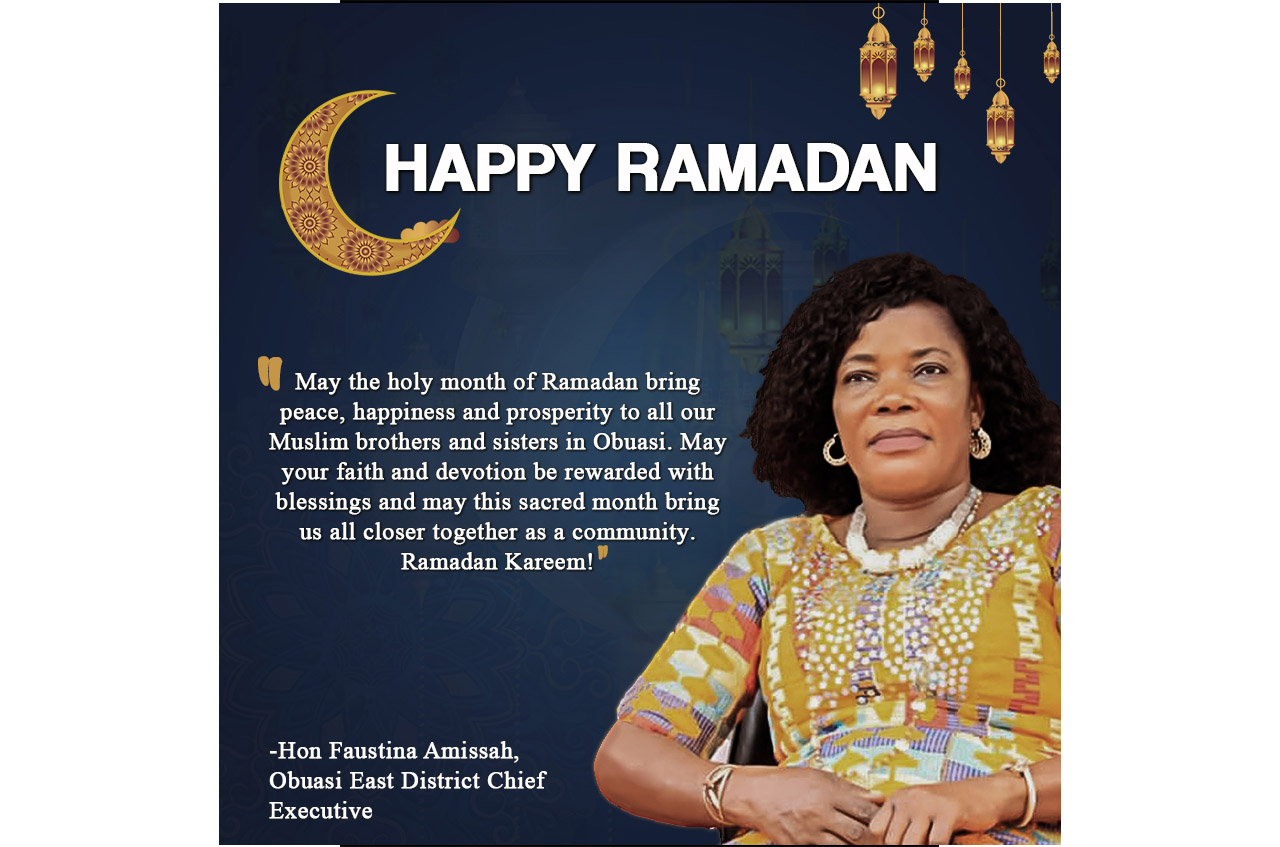 HAPPY RAMADAN
" May the holy month of Ramadan bring
peace, happiness and prosperity to all our
Muslim brothers and sisters in Obuasi. May
your faith and devotion be rewarded with
blessings and may this sacred month bring
us all closer together as a community.
Ramadan Kareem!"
-Hon Faustina Amissah,
Obuasi East District Chief
Executive